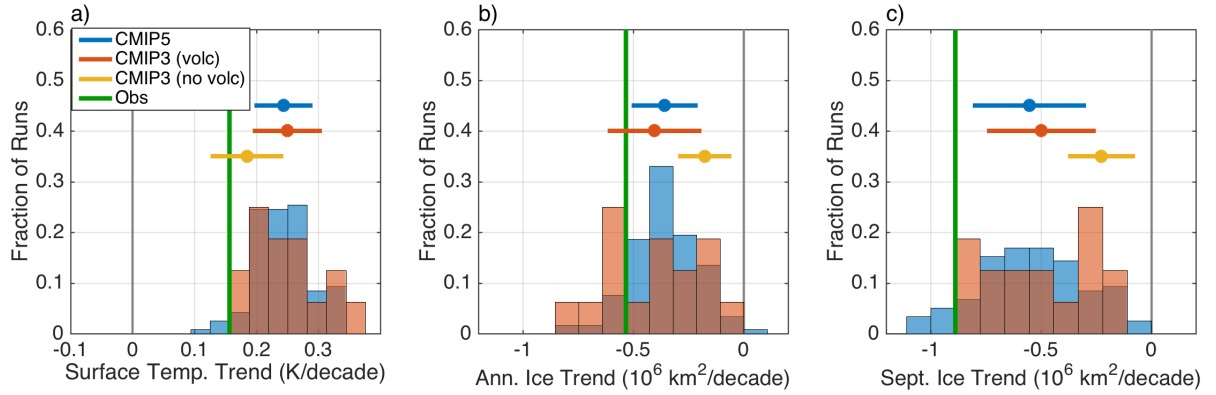 a)
0.6
0.5
0.4
0.3
0.2
0.1
0
Fraction of Runs
CMIP5
CMIP3 (volc)
CMIP3 (no volc)
Obs
-0.1 0 0.1 0.2 0.3
Surface Temp. Trend (K/decade)
b)
0.6
0.5
0.4
0.3
0.2
0.1
0
Fraction of Runs
-1 -0.5 0
Ann. Ice Trend (10⁶ km²/decade)
c)
0.6
0.5
0.4
0.3
0.2
0.1
0
Fraction of Runs
-1 -0.5 0
Sept. Ice Trend (10⁶ km²/decade)